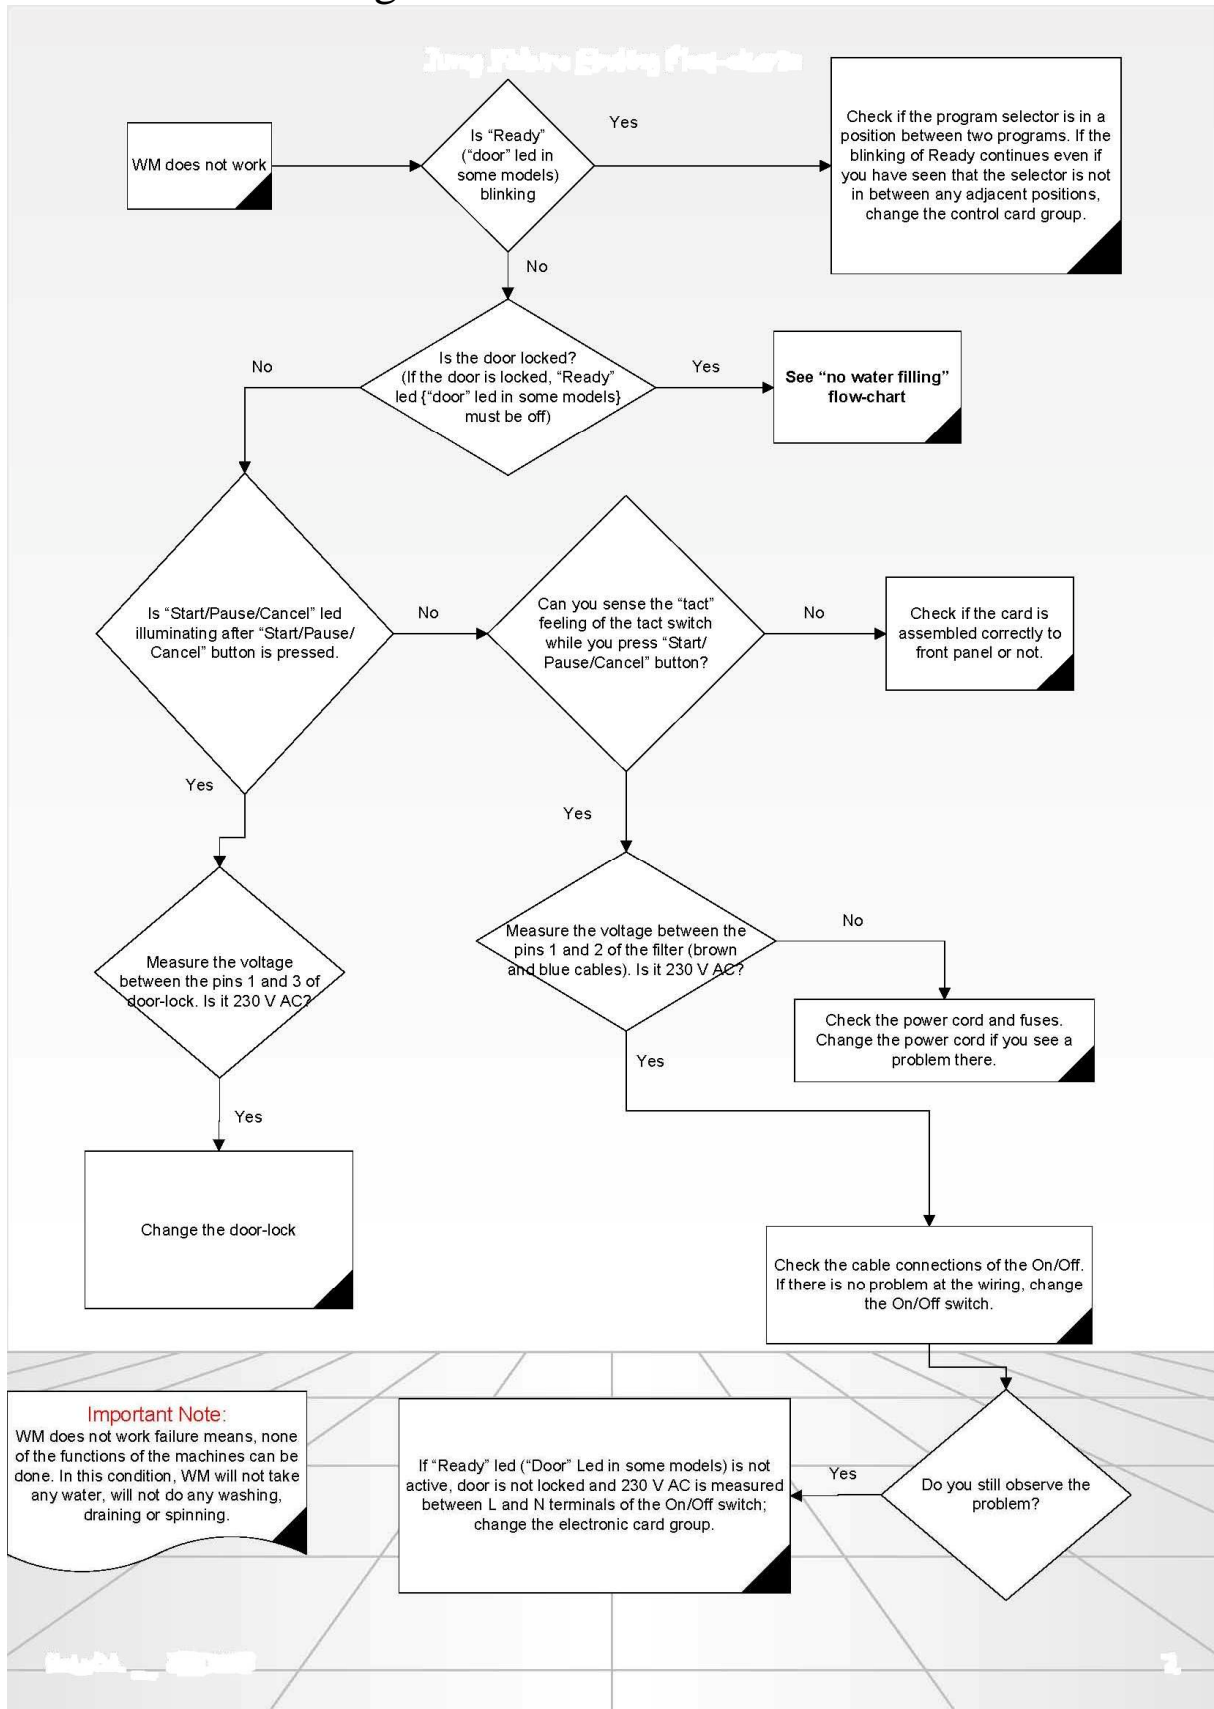 WM does not work
Is “Ready”
(“door” led in
some models)
blinking
Yes
Check if the program selector is in a
position between two programs. If the
blinking of Ready continues even if
you have seen that the selector is not
in between any adjacent positions,
change the control card group.
No
Is the door locked?
(If the door is locked, “Ready”
led {“door” led in some models}
must be off)
No
Yes
See “no water filling”
flow-chart
Is “Start/Pause/Cancel” led
illuminating after “Start/Pause/
Cancel” button is pressed.
No
Can you sense the “tact”
feeling of the tact switch
while you press “Start/
Pause/Cancel” button?
No
Check if the card is
assembled correctly to
front panel or not.
Yes
Yes
Measure the voltage
between the pins 1 and 3 of
door-lock. Is it 230 V AC?
Measure the voltage between the
pins 1 and 2 of the filter (brown
and blue cables). Is it 230 V AC?
No
Check the power cord and fuses.
Change the power cord if you see a
problem there.
Yes
Yes
Change the door-lock
Check the cable connections of the On/Off.
If there is no problem at the wiring, change
the On/Off switch.
Important Note:
WM does not work failure means, none
of the functions of the machines can be
done. In this condition, WM will not take
any water, will not do any washing,
draining or spinning.
If “Ready” led (“Door” Led in some models) is not
active, door is not locked and 230 V AC is measured
between L and N terminals of the On/Off switch;
change the electronic card group.
Yes
Do you still observe the
problem?
2